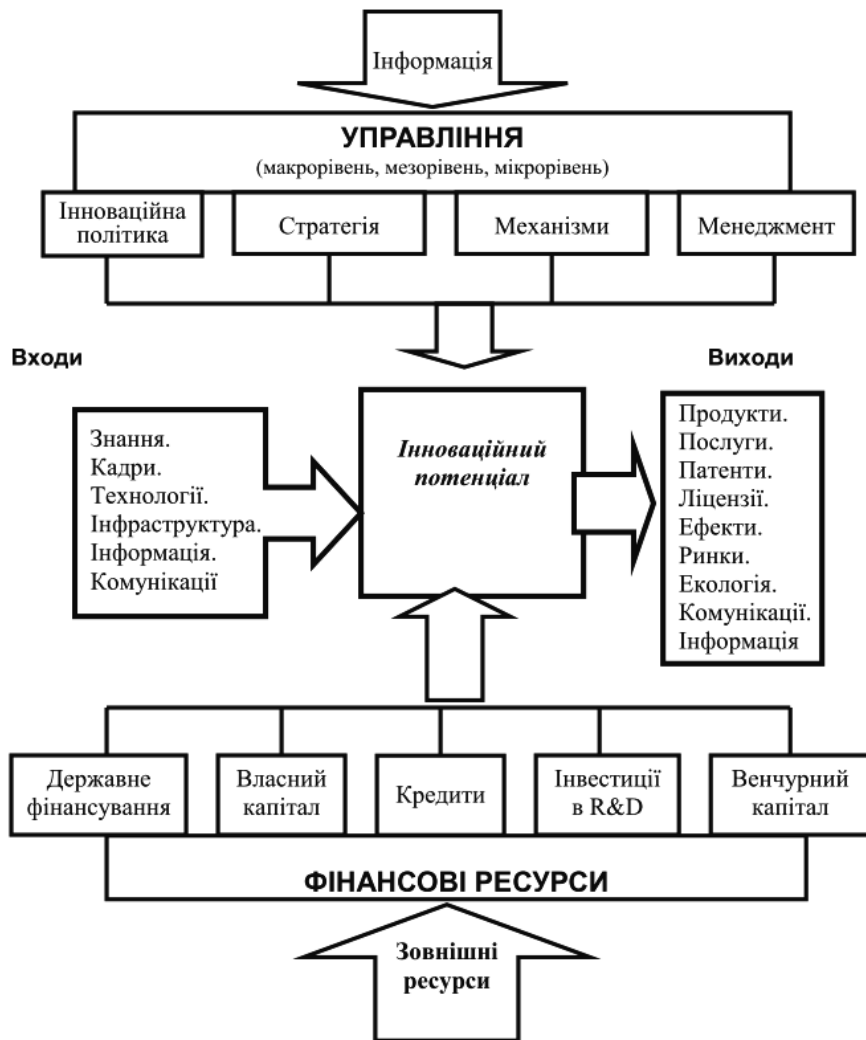 Інформація
УПРАВЛІННЯ
(макрорівень, мезорівень, мікрорівень)
Інноваційна
політика
Стратегія
Механізми
Менеджмент
Входи
Виходи
Знання.
Кадри.
Технології.
Інфраструктура.
Інформація.
Комунікації
Інноваційний
потенціал
Продукти.
Послуги.
Патенти.
Ліцензії.
Ефекти.
Ринки.
Екологія.
Комунікації.
Інформація
Державне
фінансування
Власний
капітал
Кредити
Інвестиції
в R&D
Венчурний
капітал
ФІНАНСОВІ РЕСУРСИ
Зовнішні
ресурси